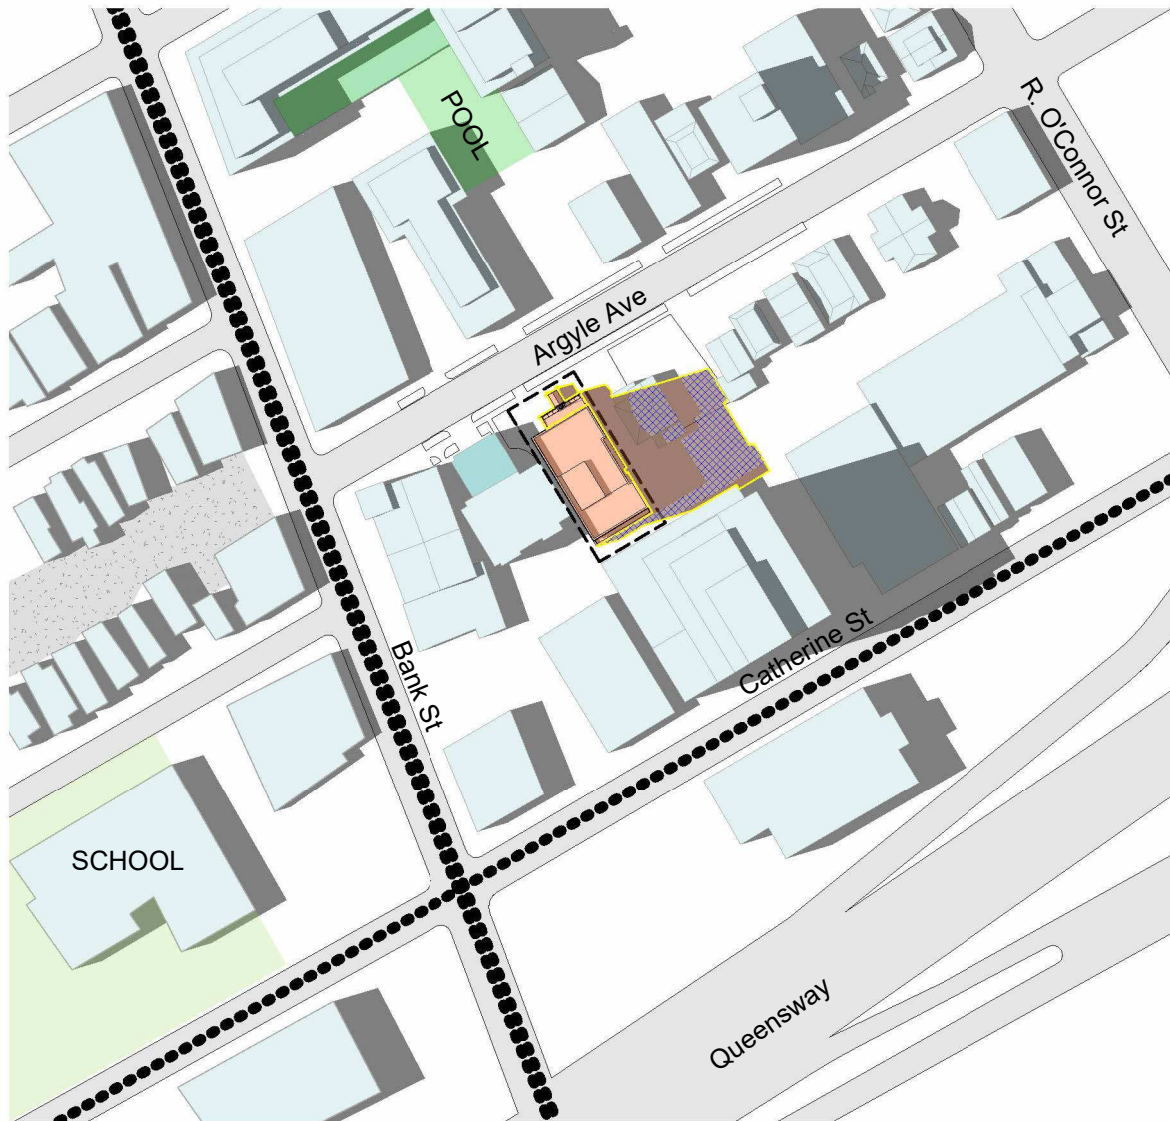 POOL
R. O'Connor St
Argyle Ave
Catherine St
Bank St
SCHOOL
Queensway